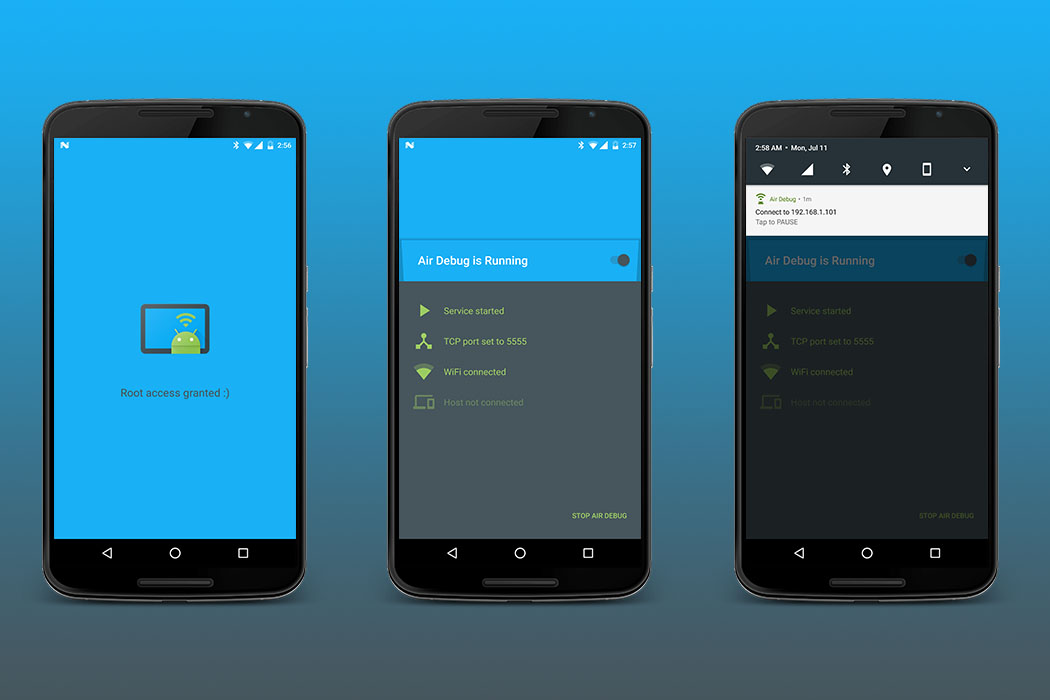 2:56
Root access granted :)
2:57
Air Debug is Running
Service started
TCP port set to 5555
WiFi connected
Host not connected
STOP AIR DEBUG
2:58 AM • Mon, Jul 11
Air Debug • 1m
Connect to 192.168.1.101
Tap to PAUSE
Air Debug is Running
Service started
TCP port set to 5555
WiFi connected
Host not connected
STOP AIR DEBUG